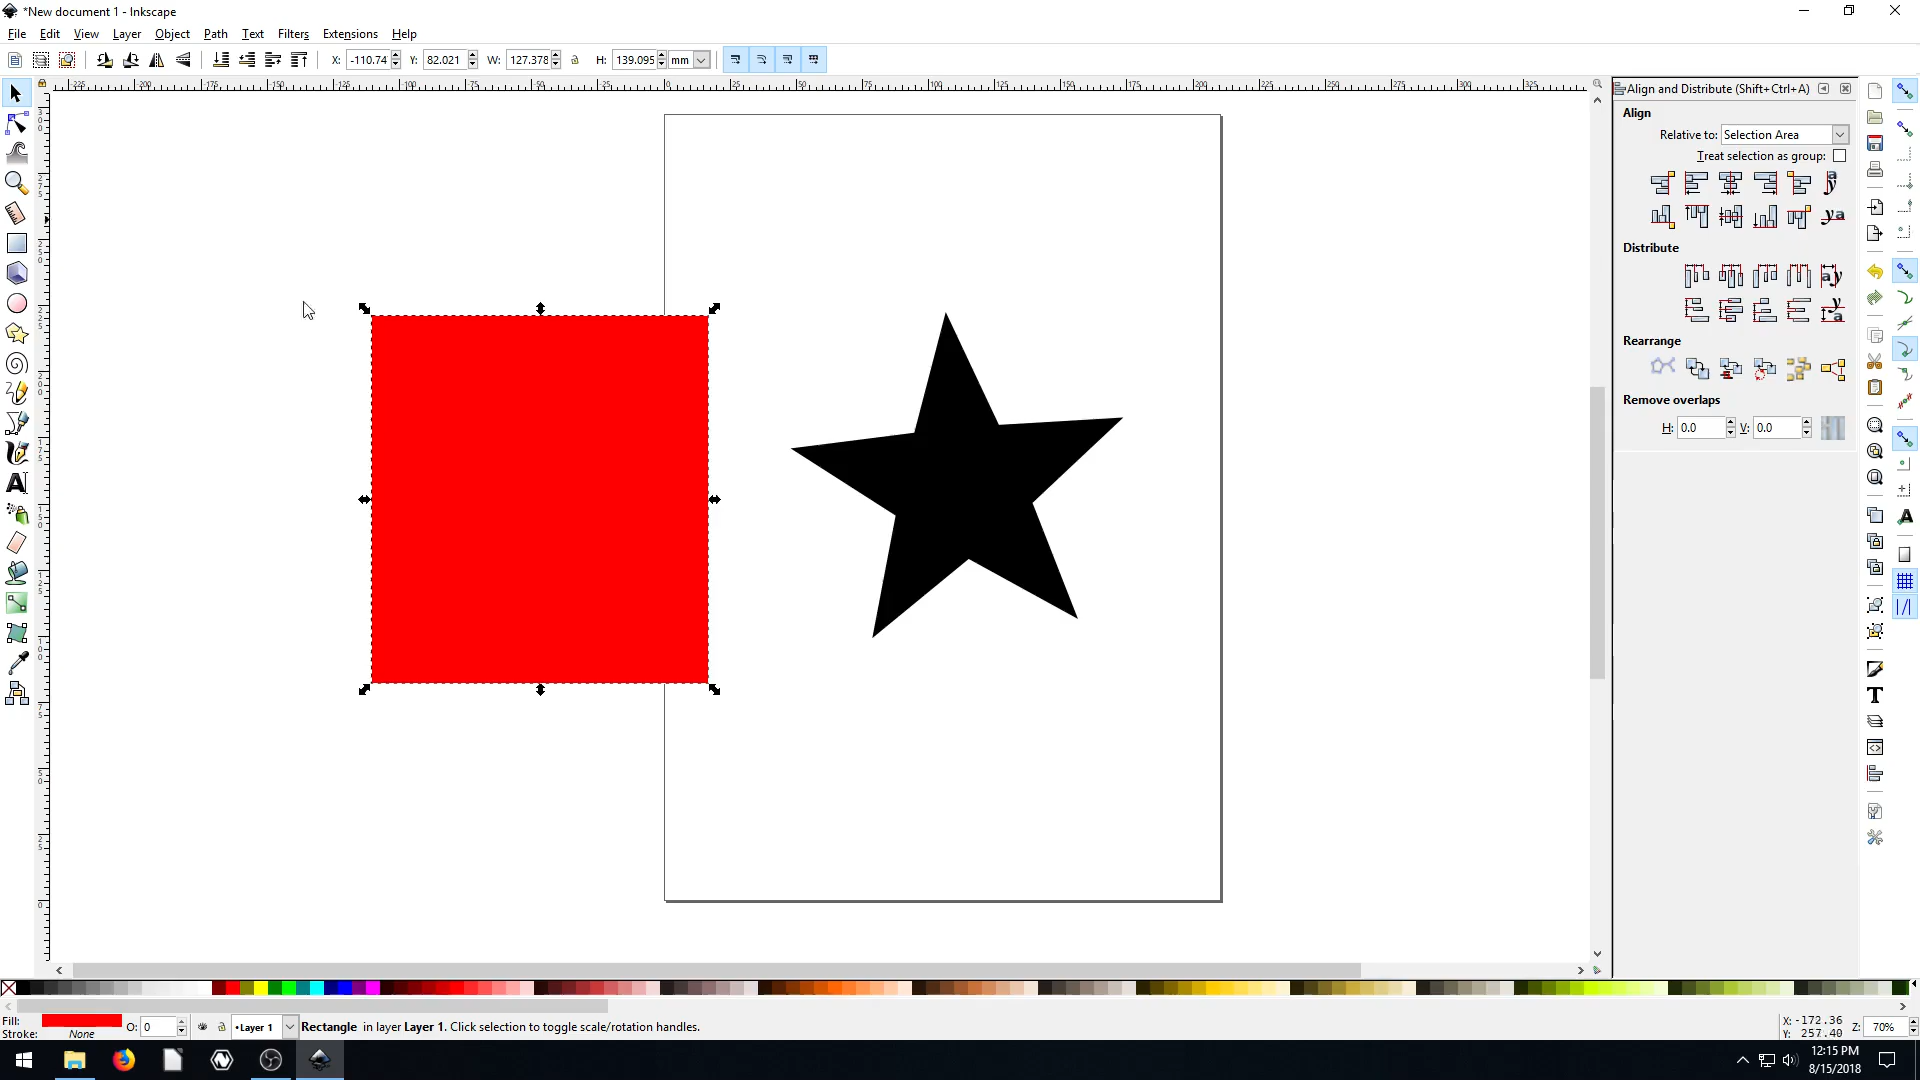 *New document 1 - Inkscape
File Edit View Layer Object Path Text Filters Extensions Help
X: -110.74 Y: 82.021 W: 127.378 H: 139.095 mm
Align and Distribute (Shift+Ctrl+A)
Align
Relative to: Selection Area
Treat selection as group:
Distribute
Rearrange
Remove overlaps
H: 0.0 V: 0.0
Fill:
Stroke: None
O: 0
•Layer 1
Rectangle in layer Layer 1. Click selection to toggle scale/rotation handles.
X: -172.36
Y: 257.40
Z: 70%
12:15 PM
8/15/2018